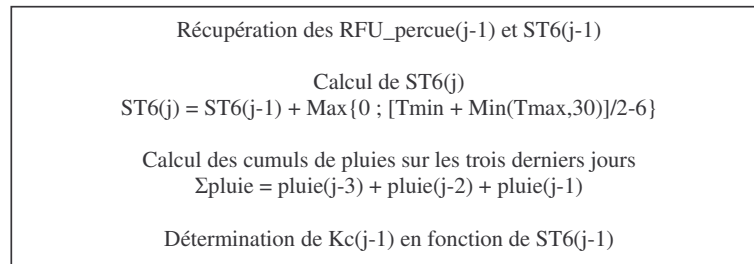 Récupération des RFU_percue(j-1) et ST6(j-1)
Calcul de ST6(j)
ST6(j) = ST6(j-1) + Max{0 ; [Tmin + Min(Tmax,30)]/2-6}
Calcul des cumuls de pluies sur les trois derniers jours
Σpluie = pluie(j-3) + pluie(j-2) + pluie(j-1)
Détermination de Kc(j-1) en fonction de ST6(j-1)